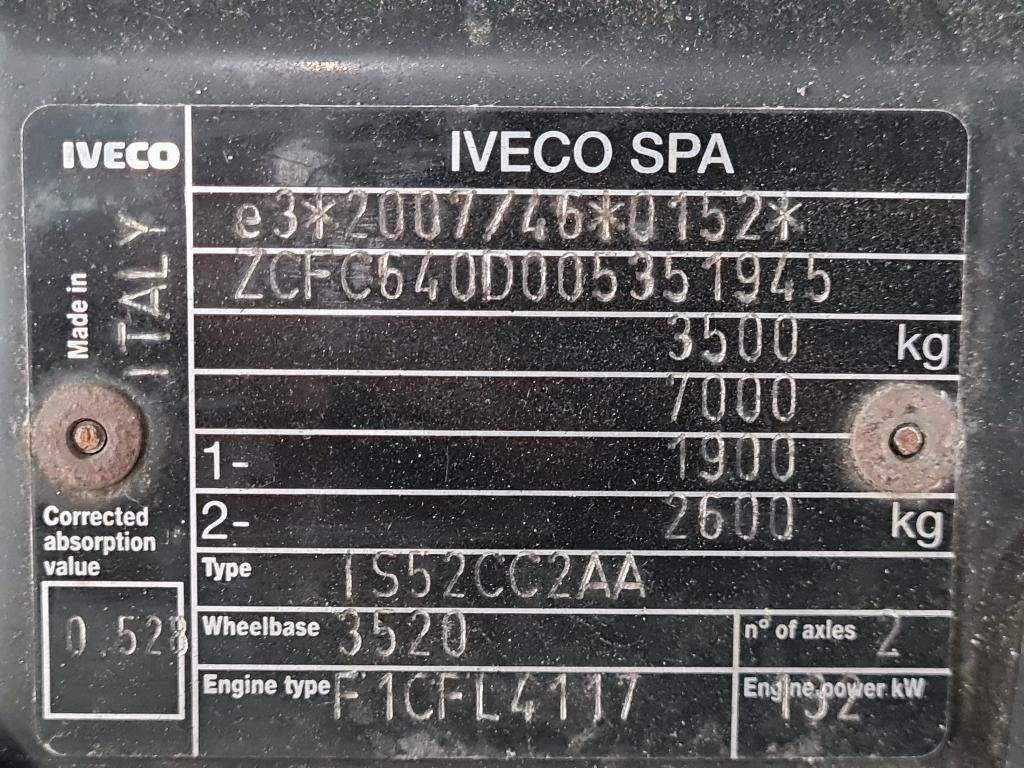 IVECO
IVECO SPA
Made in ITALY
e3*2007/46*0152*
ZCFC640D005351945
3500 kg
7000
1- 1900
2- 2600 kg
Corrected
absorption
value
0.528
Type IS52CC2AA
Wheelbase 3520
n° of axles 2
Engine type F1CFL4117
Engine power kW 132